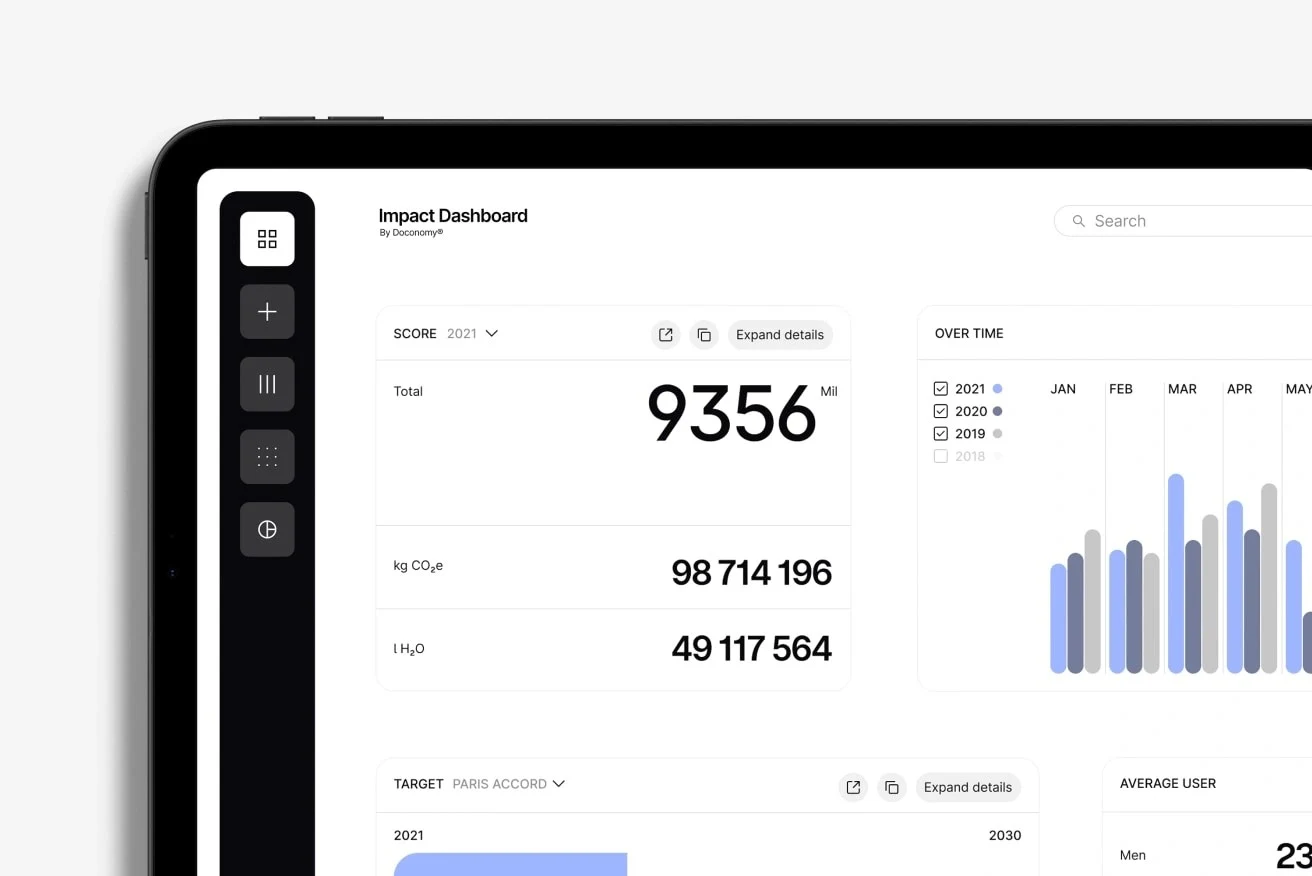 Impact Dashboard
By Doconomy®
Search
SCORE 2021
Expand details
Total
9356 Mil
kg CO₂e
98 714 196
l H₂O
49 117 564
OVER TIME
2021
2020
2019
2018
JAN FEB MAR APR MAY
TARGET PARIS ACCORD
Expand details
2021 2030
AVERAGE USER
Men 23